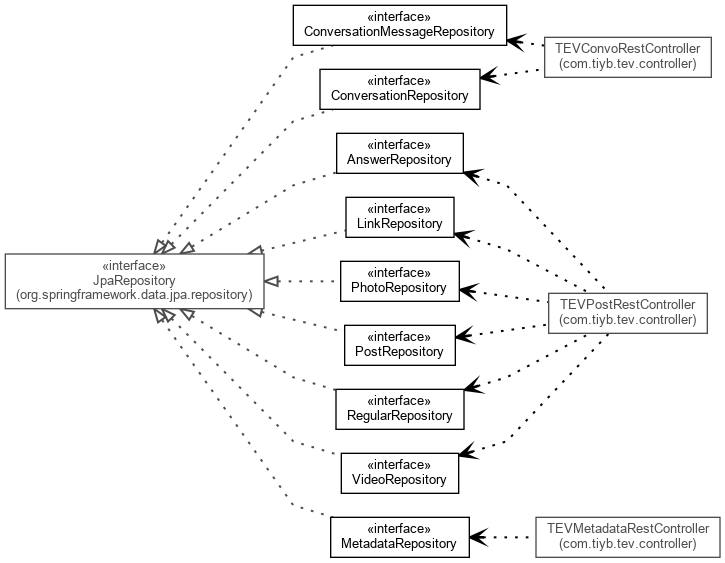 «interface»
ConversationMessageRepository
TEVConvoRestController
(com.tiyb.tev.controller)
«interface»
ConversationRepository
«interface»
AnswerRepository
«interface»
LinkRepository
«interface»
JpaRepository
(org.springframework.data.jpa.repository)
«interface»
PhotoRepository
TEVPostRestController
(com.tiyb.tev.controller)
«interface»
PostRepository
«interface»
RegularRepository
«interface»
VideoRepository
«interface»
MetadataRepository
TEVMetadataRestController
(com.tiyb.tev.controller)